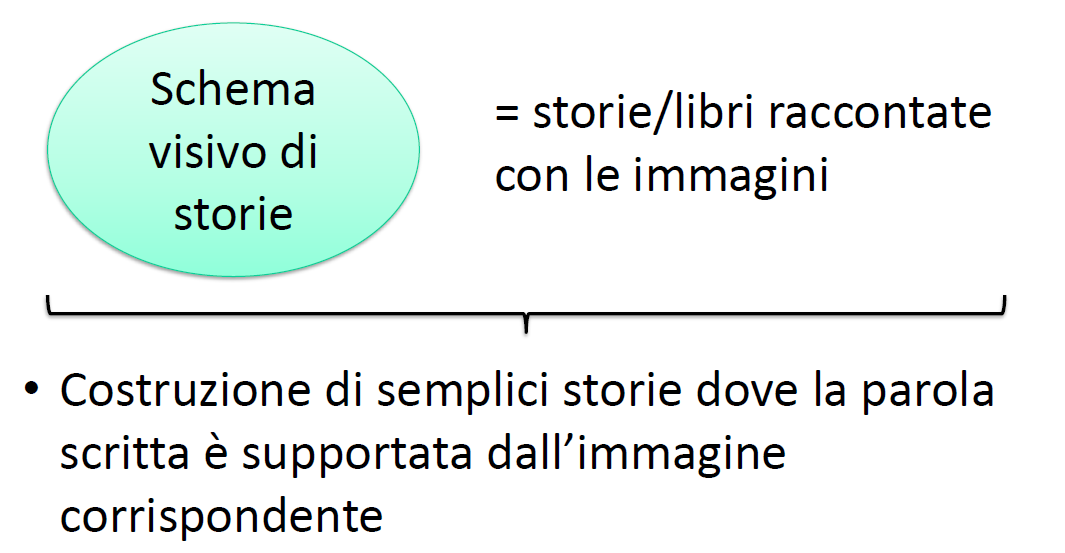 Schema
visivo di
storie
= storie/libri raccontate
con le immagini
• Costruzione di semplici storie dove la parola
scritta è supportata dall’immagine
corrispondente